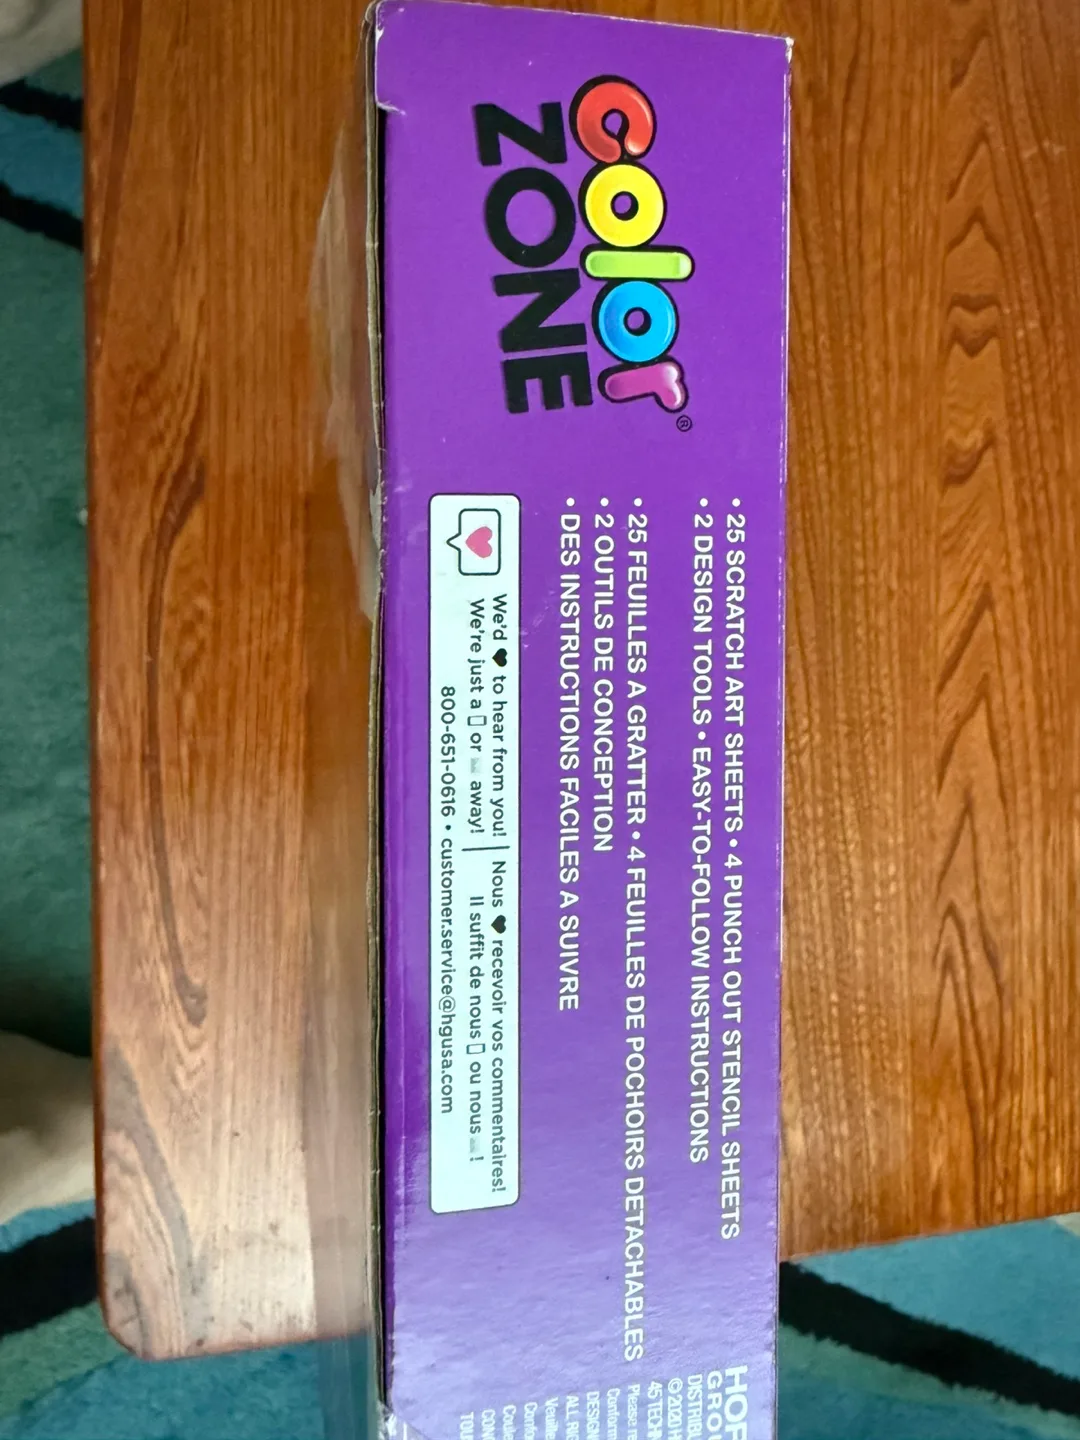 color®
ZONE
• 25 SCRATCH ART SHEETS • 4 PUNCH OUT STENCIL SHEETS
• 2 DESIGN TOOLS • EASY-TO-FOLLOW INSTRUCTIONS
• 25 FEUILLES A GRATTER • 4 FEUILLES DE POCHOIRS DETACHABLES
• 2 OUTILS DE CONCEPTION
• DES INSTRUCTIONS FACILES A SUIVRE
We'd ♥ to hear from you! | Nous ♥ recevoir vos commentaires!
We're just a ▯ or away! | Il suffit de nous ▯ ou nous !
800-651-0616 • customer.service@hgusa.com
©2020
Please
ALL